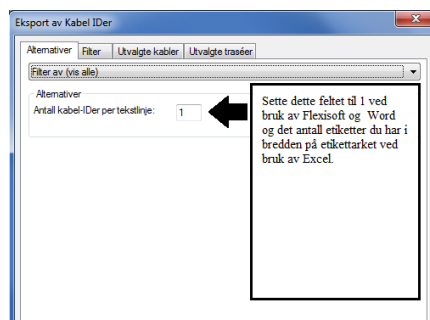 Eksport av Kabel IDer
Alternativer Filter Utvalgte kabler Utvalgte traséer
Filter av (vis alle)
Alternativer
Antall kabel-IDer per tekstlinje: 1
Sette dette feltet til 1 ved
bruk av Flexisoft og Word
og det antall etiketter du har i
bredden på etikettarket ved
bruk av Excel.